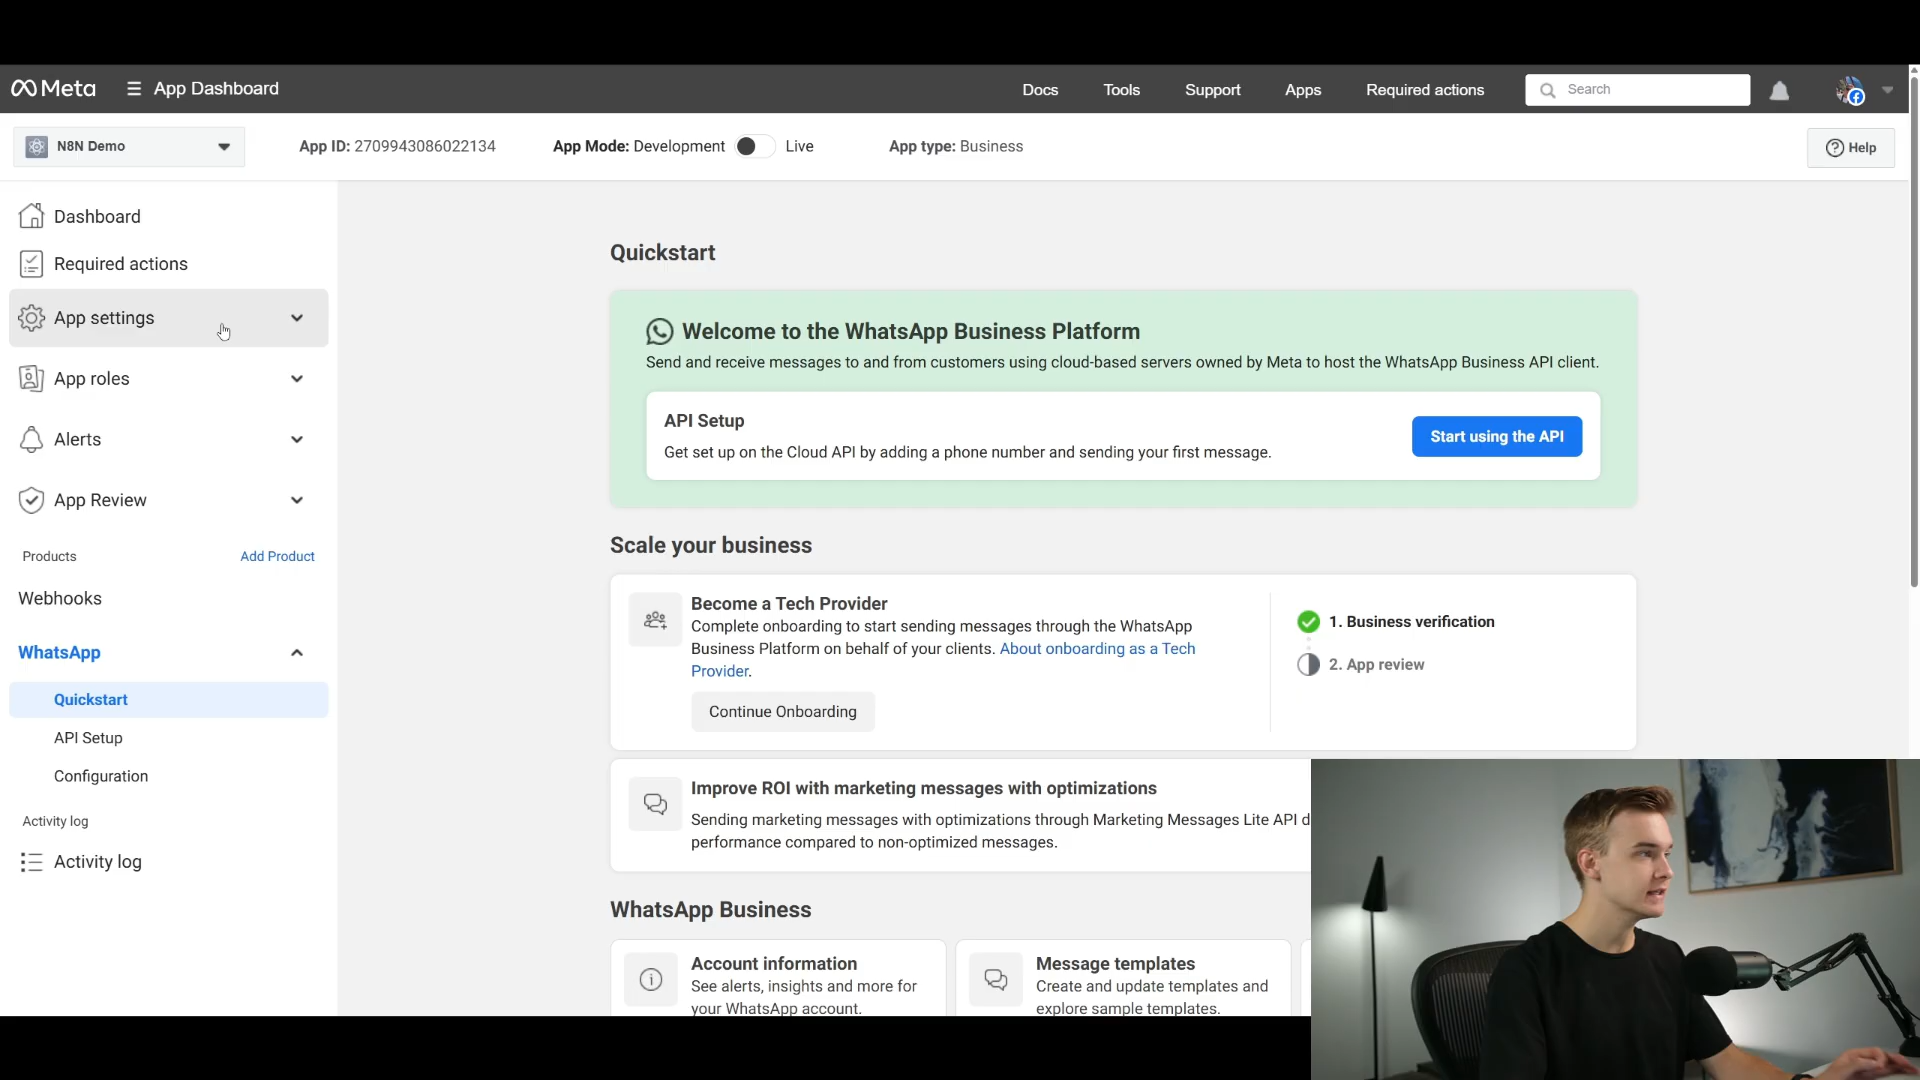 Meta
App Dashboard
Docs
Tools
Support
Apps
Required actions
Search
N8N Demo
App ID: 2709943086022134
App Mode: Development
Live
App type: Business
Help
Dashboard
Required actions
App settings
App roles
Alerts
App Review
Products
Add Product
Webhooks
WhatsApp
Quickstart
API Setup
Configuration
Activity log
Activity log
Quickstart
Welcome to the WhatsApp Business Platform
Send and receive messages to and from customers using cloud-based servers owned by Meta to host the WhatsApp Business API client.
API Setup
Get set up on the Cloud API by adding a phone number and sending your first message.
Start using the API
Scale your business
Become a Tech Provider
Complete onboarding to start sending messages through the WhatsApp
Business Platform on behalf of your clients. About onboarding as a Tech
Provider.
Continue Onboarding
1. Business verification
2. App review
Improve ROI with marketing messages with optimizations
Sending marketing messages with optimizations through Marketing Messages Lite API d
performance compared to non-optimized messages.
WhatsApp Business
Account information
See alerts, insights and more for
your WhatsApp account.
Message templates
Create and update templates and
explore sample templates.